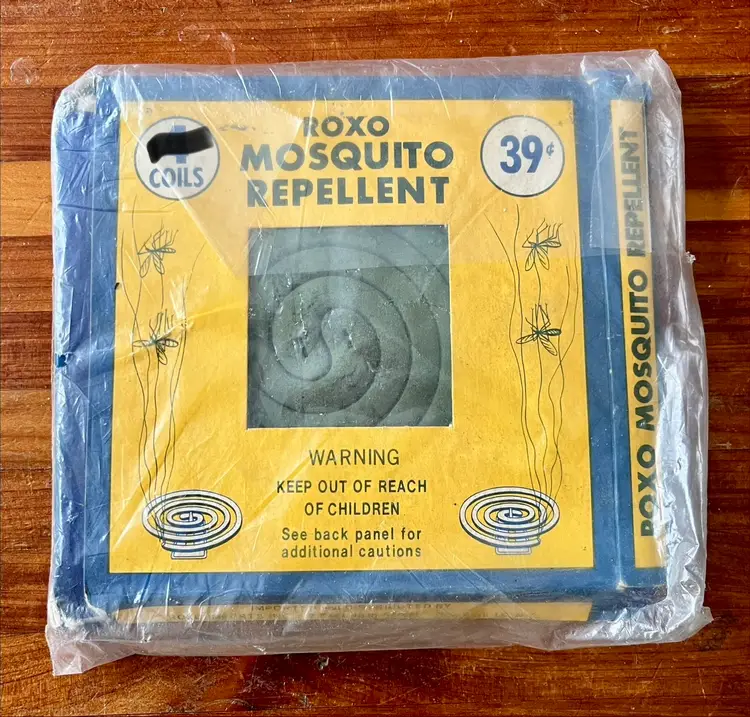 COILS
ROXO
MOSQUITO
REPELLENT
39¢
WARNING
KEEP OUT OF REACH
OF CHILDREN
See back panel for
additional cautions
ROXO MOSQUITO REPELLENT